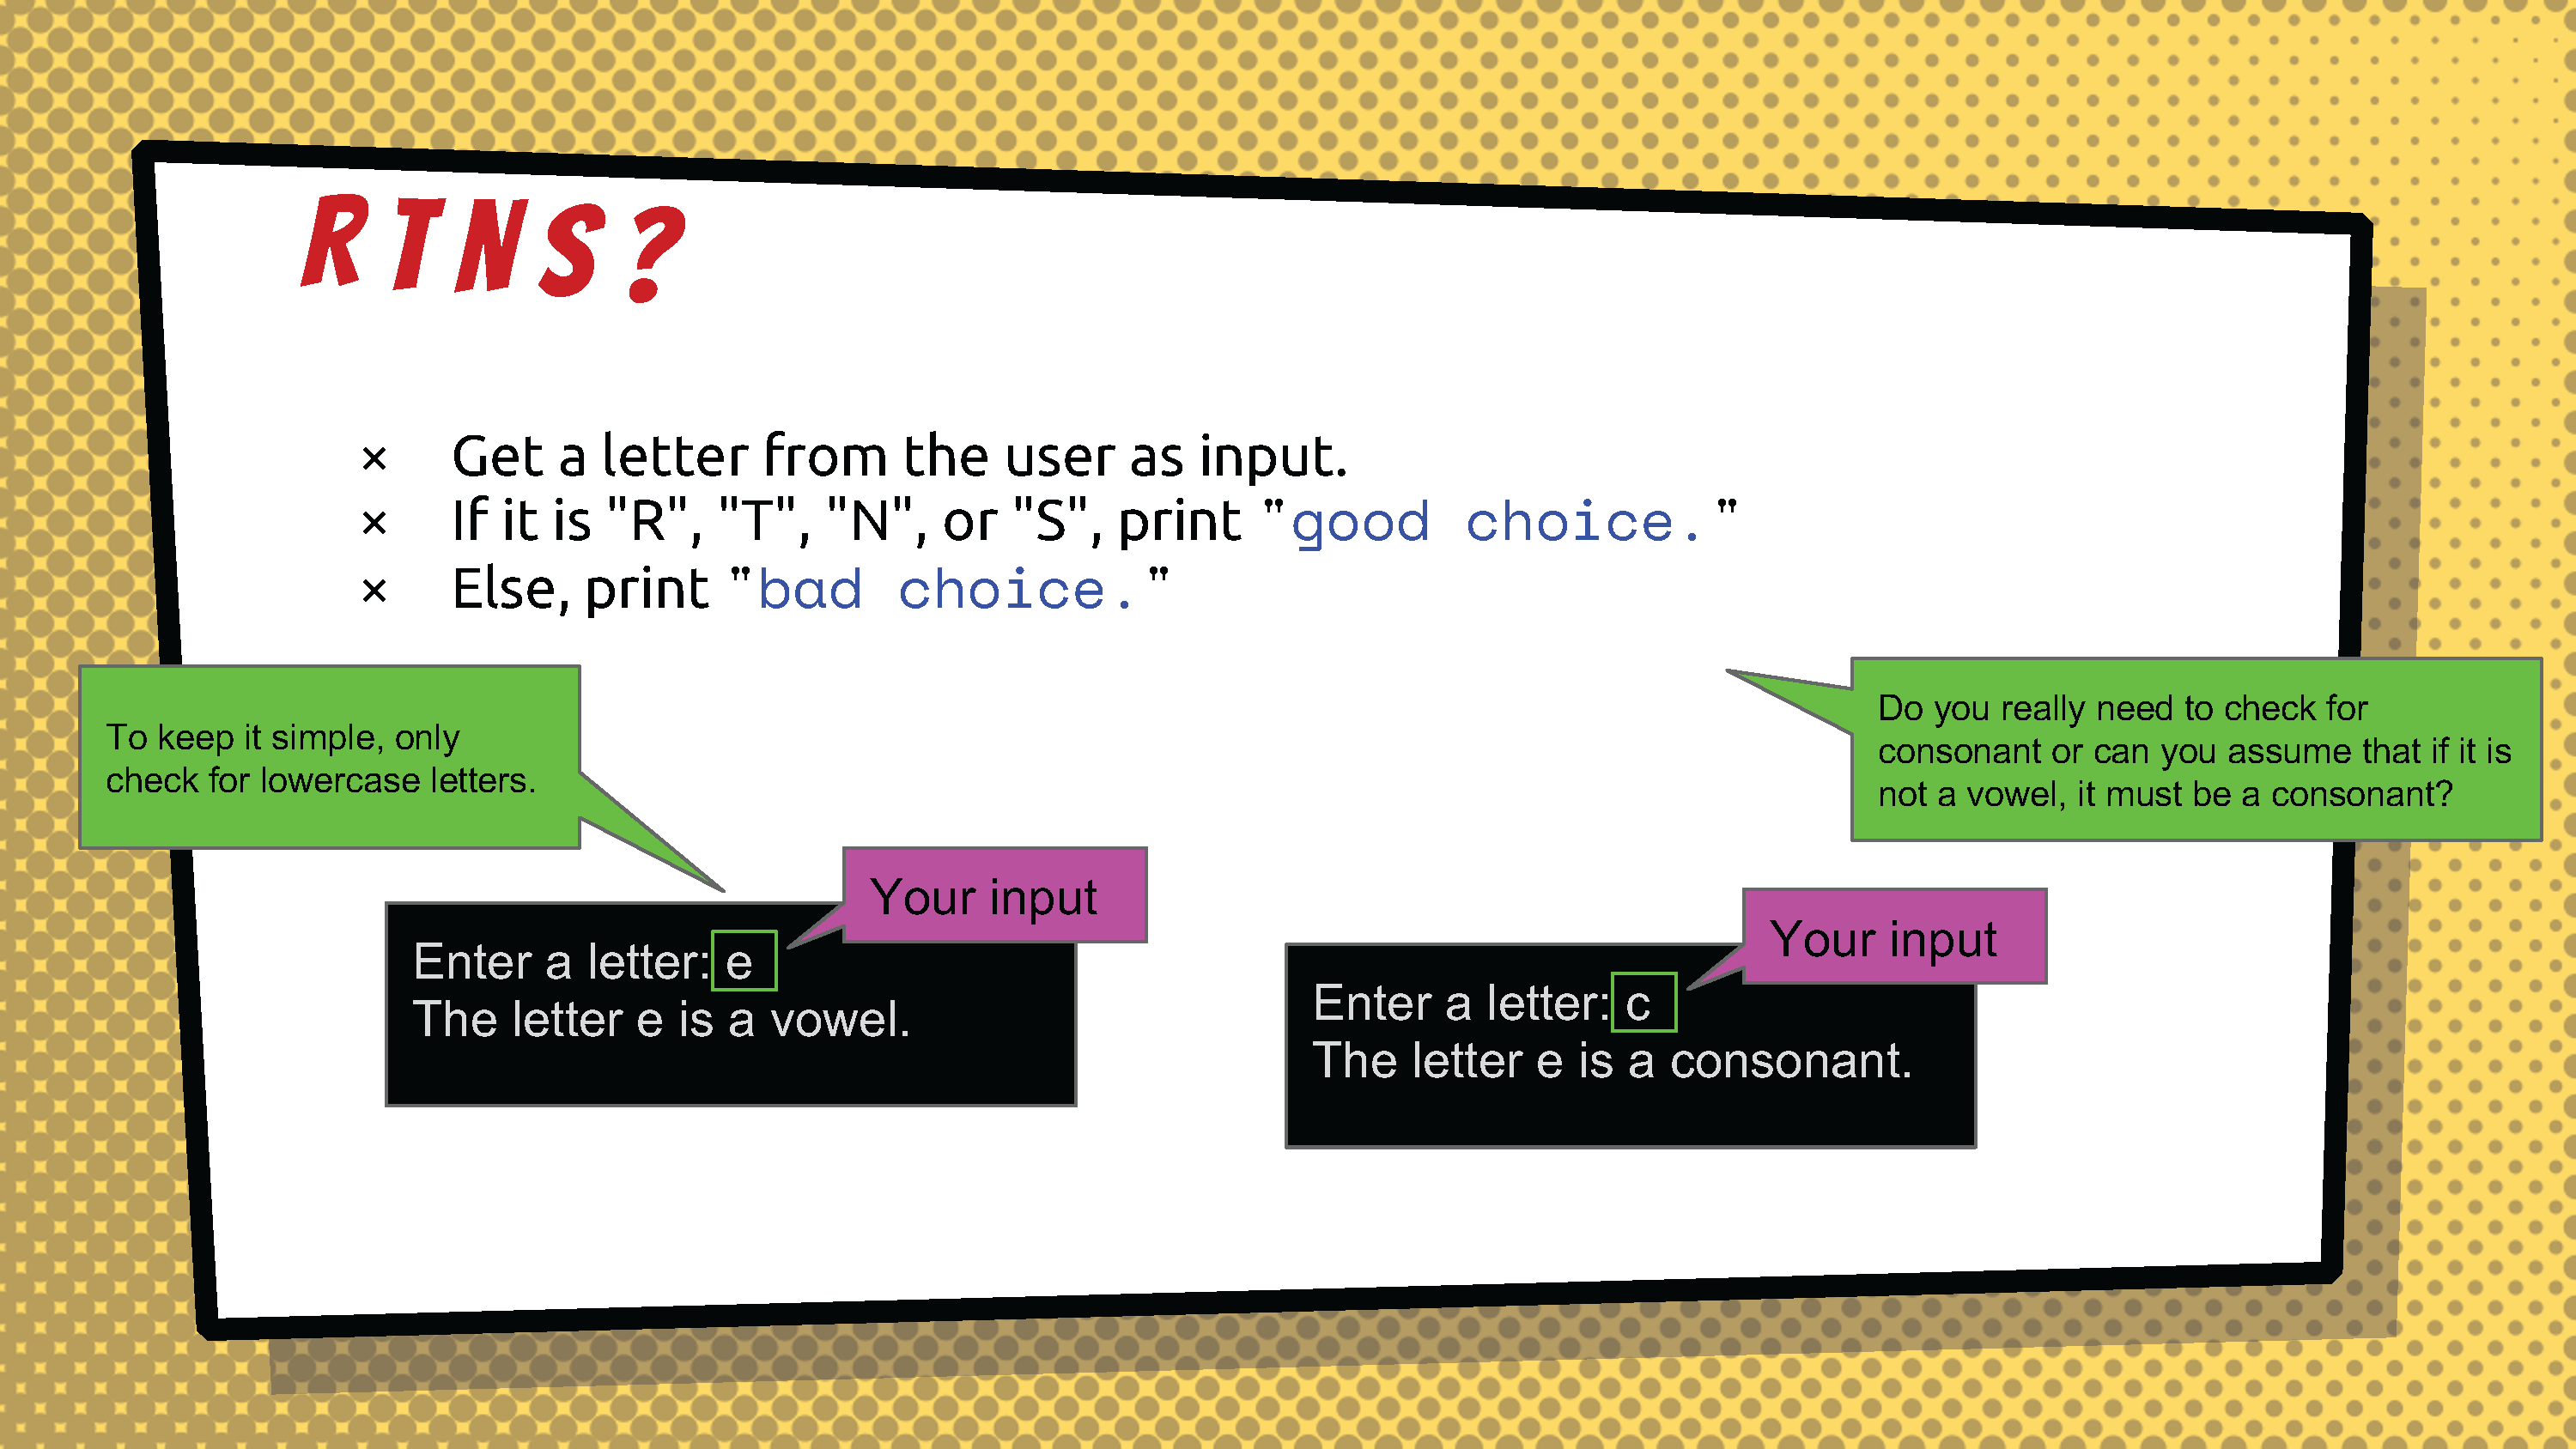 RTNS?
× Get a letter from the user as input.
× If it is "R", "T", "N", or "S", print "good choice."
× Else, print "bad choice."
To keep it simple, only
check for lowercase letters.
Do you really need to check for
consonant or can you assume that if it is
not a vowel, it must be a consonant?
Your input
Enter a letter: e
The letter e is a vowel.
Your input
Enter a letter: c
The letter e is a consonant.